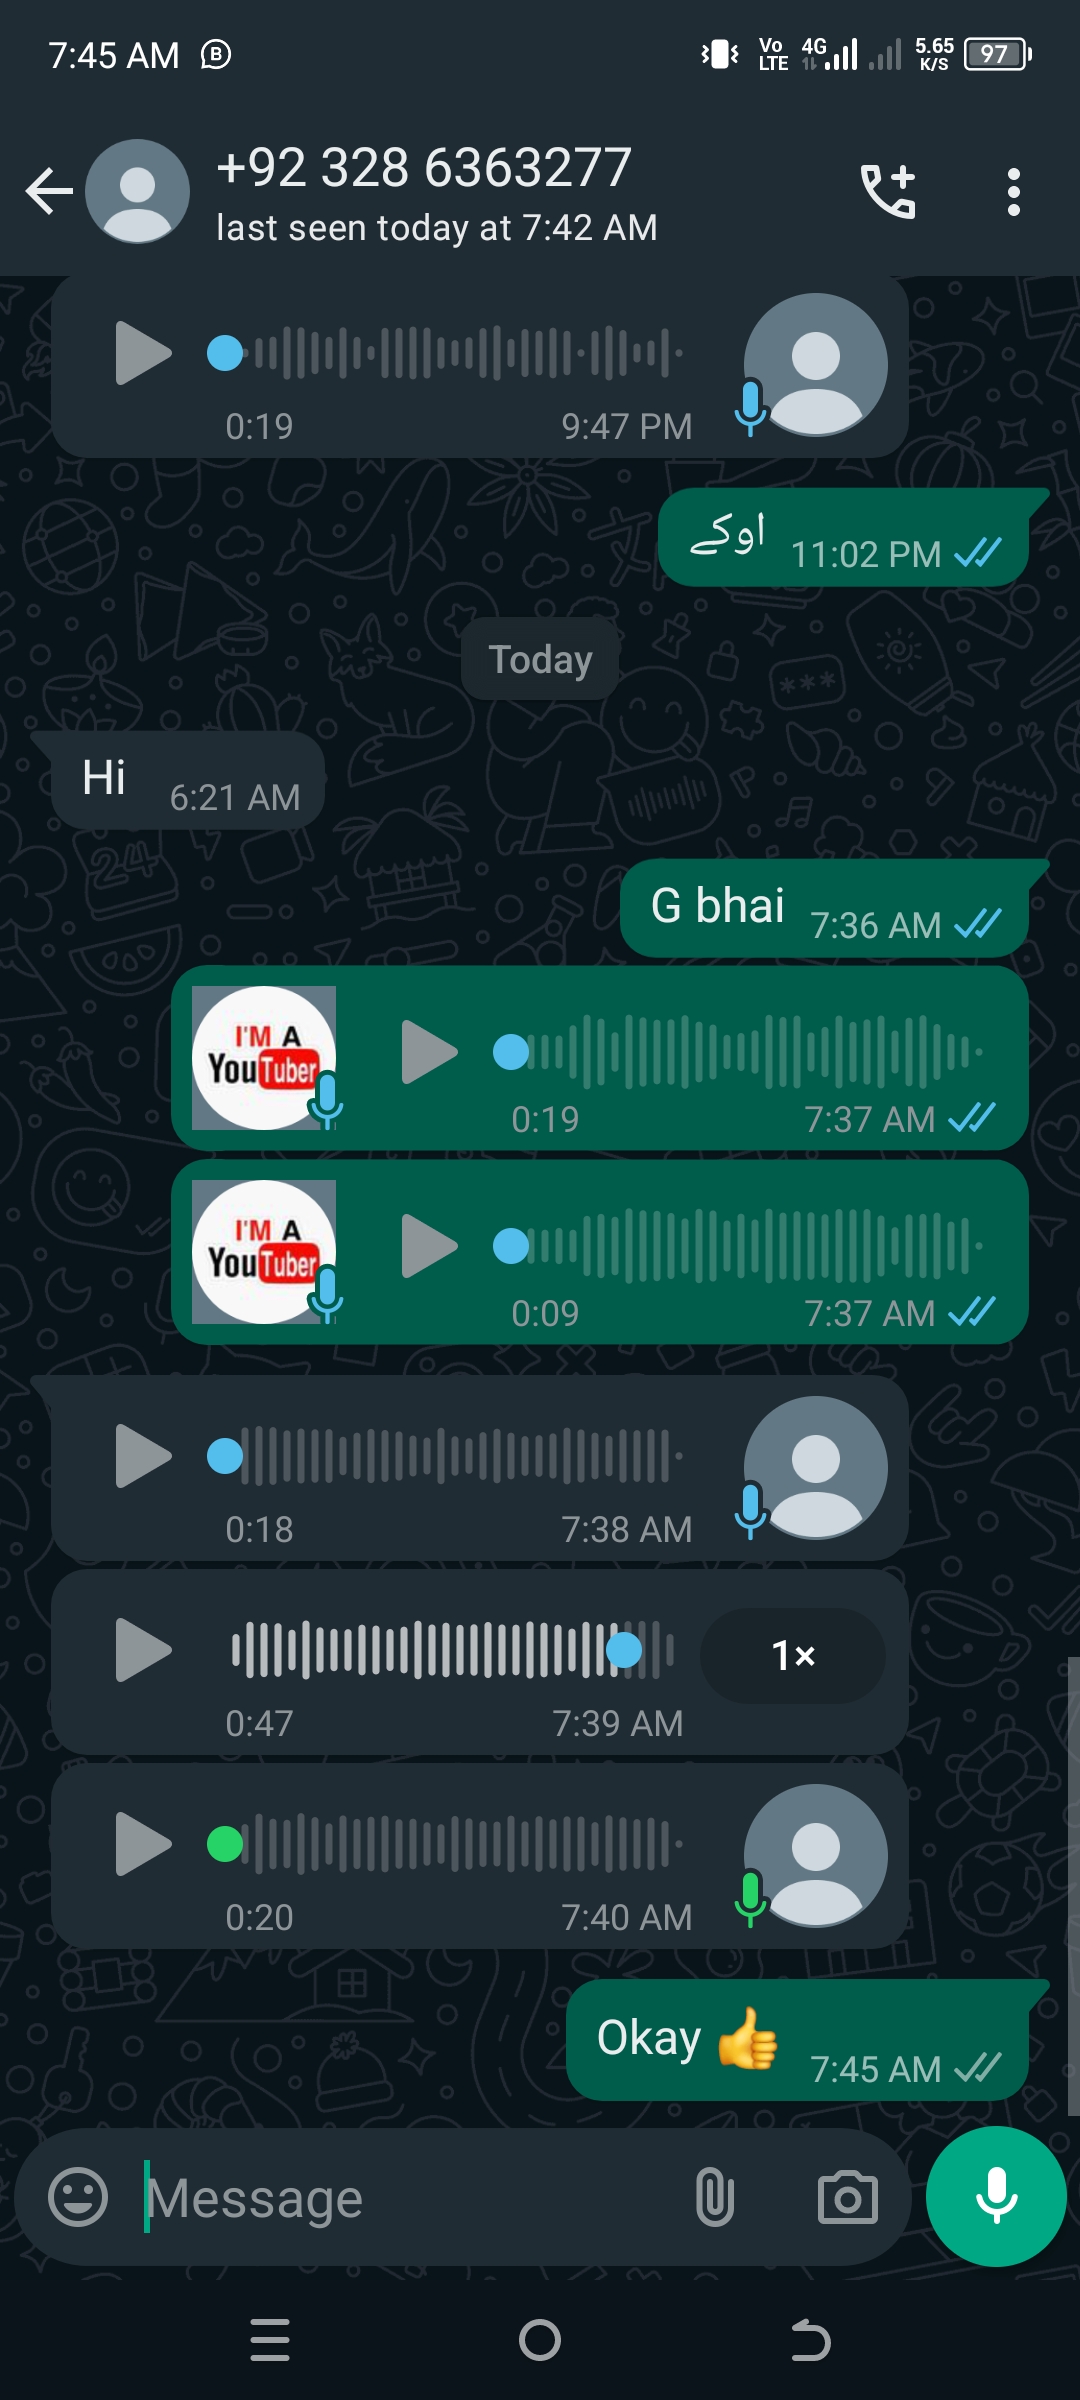 7:45 AM
Vo LTE 4G 5.65 K/S 97
+92 328 6363277
last seen today at 7:42 AM
0:19 9:47 PM
اوکے 11:02 PM
Today
Hi 6:21 AM
G bhai 7:36 AM
I'M A
YouTuber
0:19 7:37 AM
I'M A
YouTuber
0:09 7:37 AM
0:18 7:38 AM
1×
0:47 7:39 AM
0:20 7:40 AM
Okay 👍 7:45 AM
Message